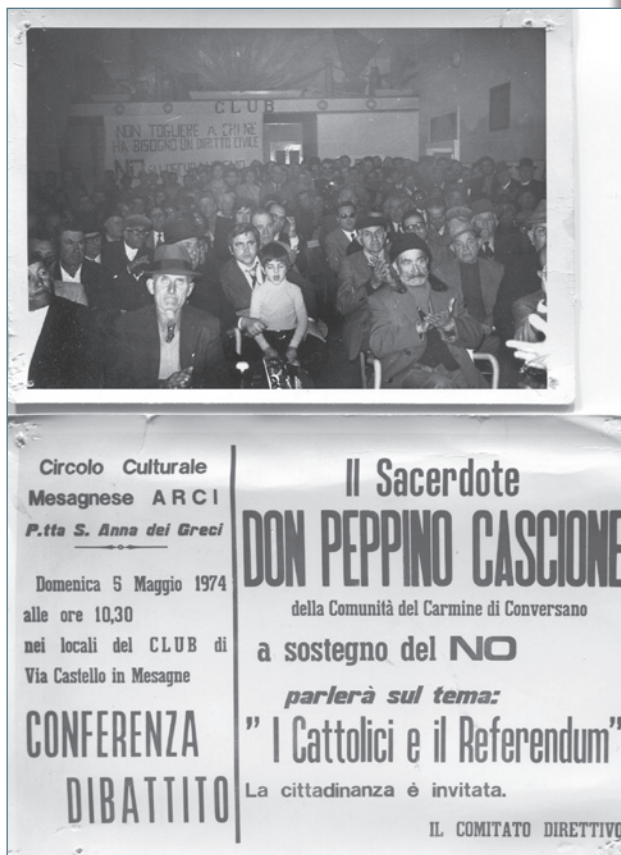 CLUB
NON TOGLIERE A CHI NE
HA BISOGNO UN DIRITTO CIVILE
NO
Circolo Culturale
Mesagnese ARCI
P.tta S. Anna dei Greci
Domenica 5 Maggio 1974
alle ore 10,30
nei locali del CLUB di
Via Castello in Mesagne
CONFERENZA
DIBATTITO
Il Sacerdote
DON PEPPINO CASCIONE
della Comunità del Carmine di Conversano
a sostegno del NO
parlerà sul tema:
" I Cattolici e il Referendum"
La cittadinanza è invitata.
IL COMITATO DIRETTIVO